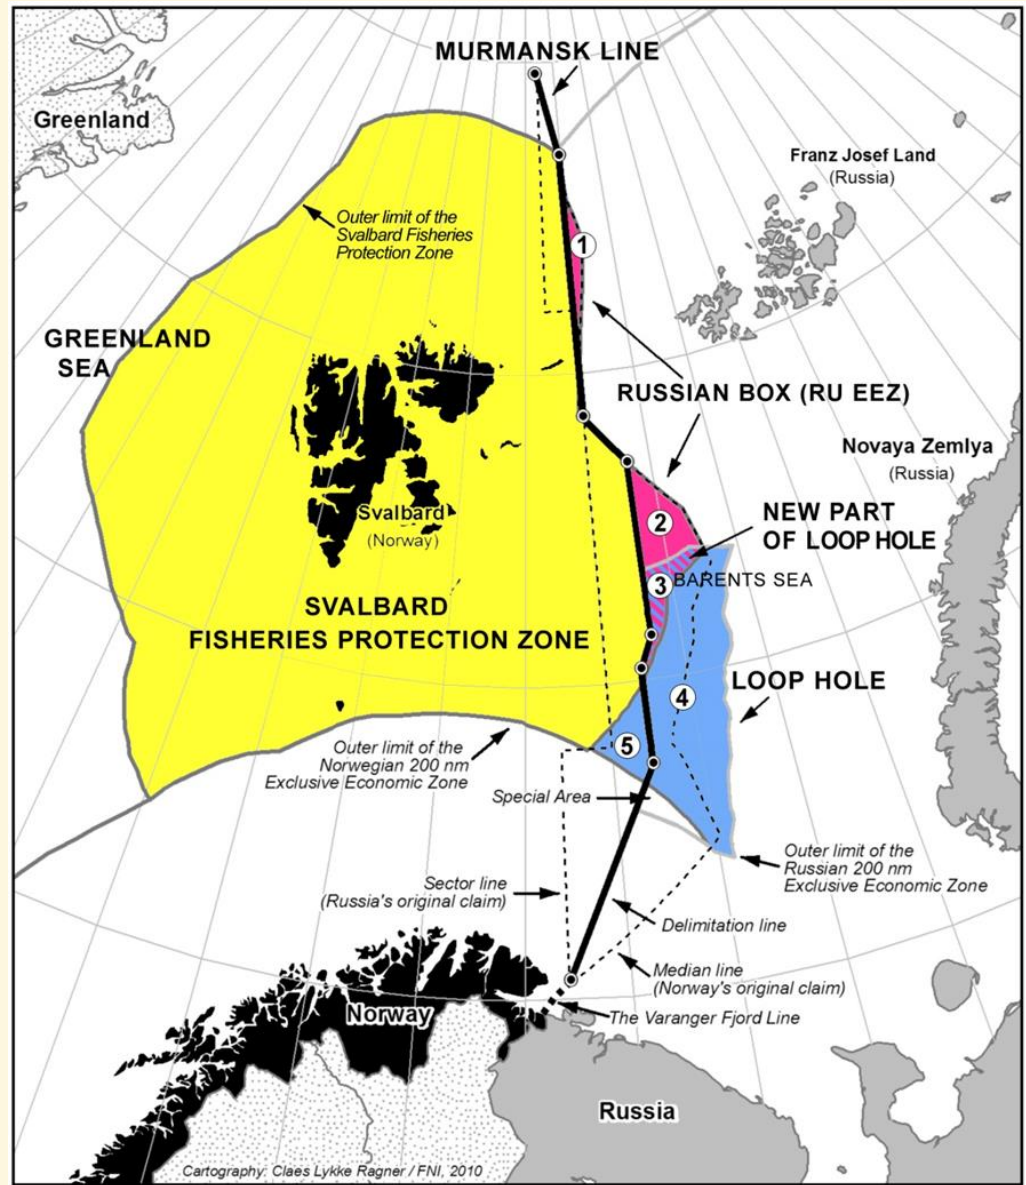 MURMANSK LINE
Greenland
Franz Josef Land
(Russia)
Outer limit of the
Svalbard Fisheries
Protection Zone
1
GREENLAND
SEA
RUSSIAN BOX (RU EEZ)
Novaya Zemlya
(Russia)
Svalbard
(Norway)
2
NEW PART
OF LOOP HOLE
3
BARENTS SEA
SVALBARD
FISHERIES PROTECTION ZONE
LOOP HOLE
4
5
Outer limit of the
Norwegian 200 nm
Exclusive Economic Zone
Special Area
Outer limit of the
Russian 200 nm
Exclusive Economic Zone
Sector line
(Russia's original claim)
Delimitation line
Median line
(Norway's original claim)
Norway
The Varanger Fjord Line
Russia
Cartography: Claes Lykke Ragner / FNI, 2010